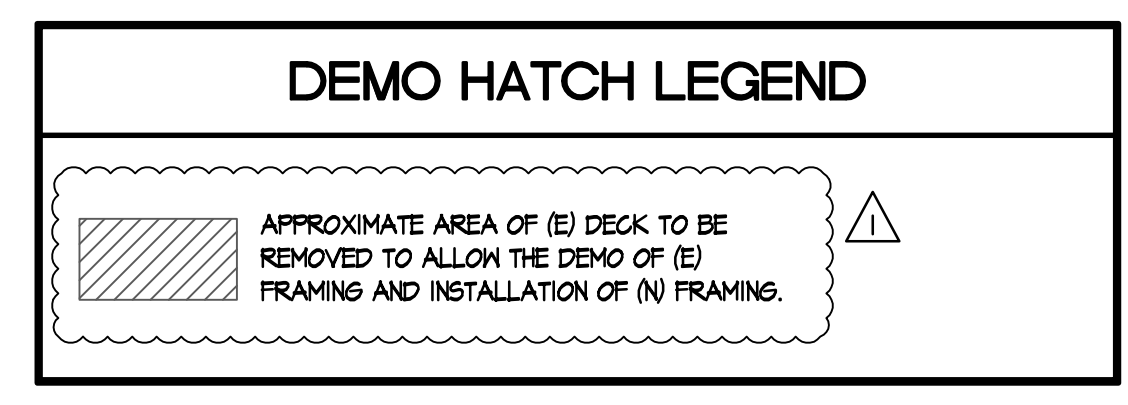 DEMO HATCH LEGEND
APPROXIMATE AREA OF (E) DECK TO BE
REMOVED TO ALLOW THE DEMO OF (E)
FRAMING AND INSTALLATION OF (N) FRAMING.
1